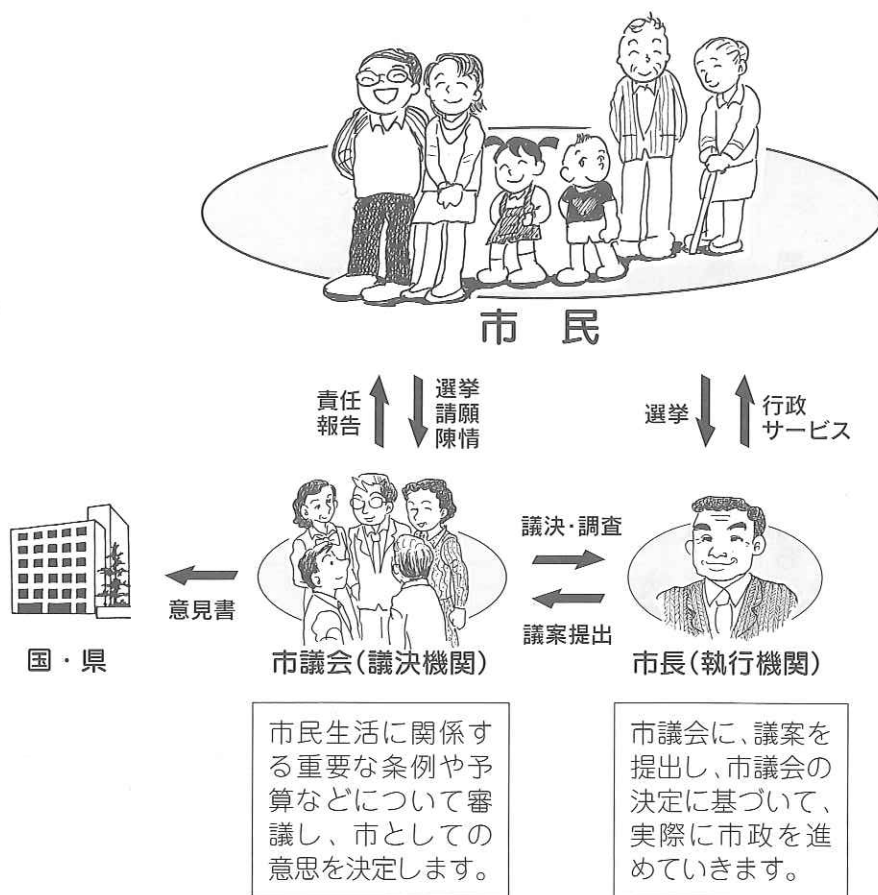 市民
責任
報告
選挙
請願
陳情
選挙
行政
サービス
議決・調査
意見書
議案提出
国・県
市議会(議決機関)
市長(執行機関)
市民生活に関係す
る重要な条例や予
算などについて審
議し、市としての
意思を決定します。
市議会に、議案を
提出し、市議会の
決定に基づいて、
実際に市政を進
めていきます。